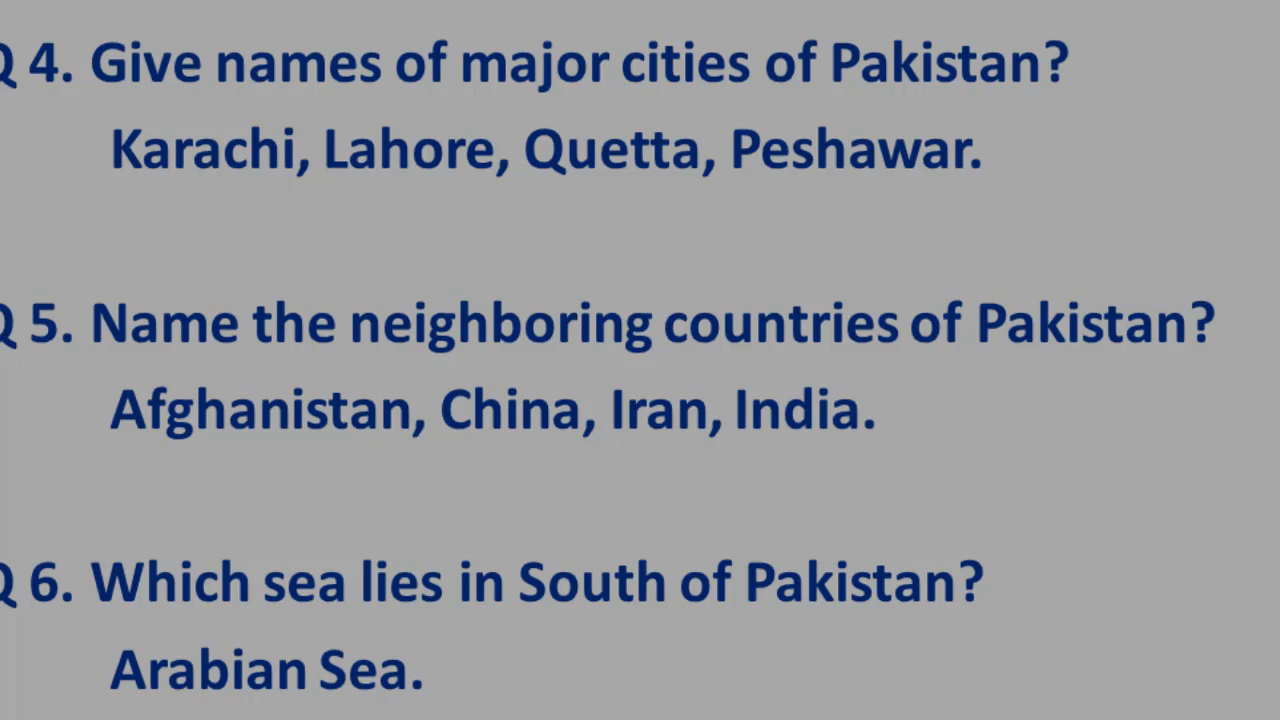 Q 4. Give names of major cities of Pakistan?
Karachi, Lahore, Quetta, Peshawar.
Q 5. Name the neighboring countries of Pakistan?
Afghanistan, China, Iran, India.
Q 6. Which sea lies in South of Pakistan?
Arabian Sea.